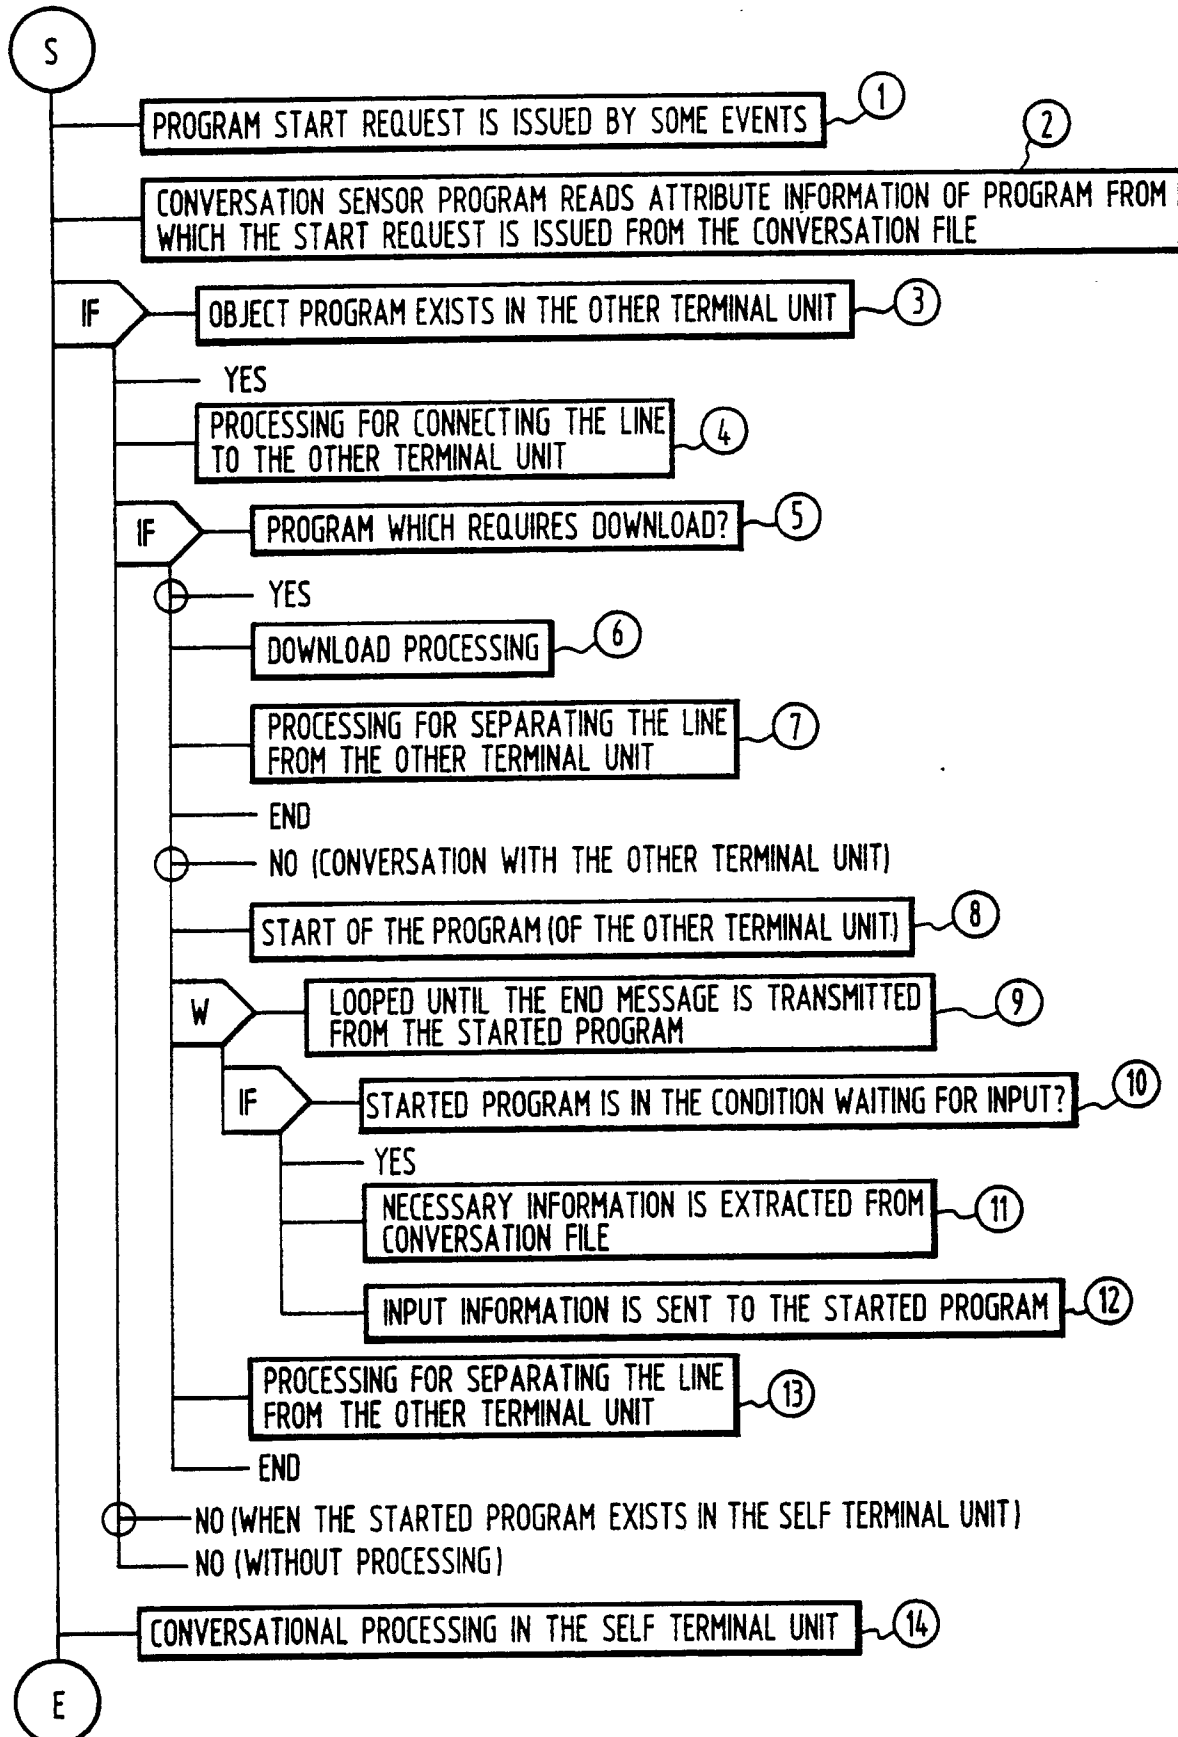 S
PROGRAM START REQUEST IS ISSUED BY SOME EVENTS
1
2
CONVERSATION SENSOR PROGRAM READS ATTRIBUTE INFORMATION OF PROGRAM FROM
WHICH THE START REQUEST IS ISSUED FROM THE CONVERSATION FILE
IF
OBJECT PROGRAM EXISTS IN THE OTHER TERMINAL UNIT
3
YES
PROCESSING FOR CONNECTING THE LINE
TO THE OTHER TERMINAL UNIT
4
IF
PROGRAM WHICH REQUIRES DOWNLOAD?
5
YES
DOWNLOAD PROCESSING
6
PROCESSING FOR SEPARATING THE LINE
FROM THE OTHER TERMINAL UNIT
7
END
NO (CONVERSATION WITH THE OTHER TERMINAL UNIT)
START OF THE PROGRAM (OF THE OTHER TERMINAL UNIT.)
8
W
LOOPED UNTIL THE END MESSAGE IS TRANSMITTED
FROM THE STARTED PROGRAM
9
IF
STARTED PROGRAM IS IN THE CONDITION WAITING FOR INPUT?
10
YES
NECESSARY INFORMATION IS EXTRACTED FROM
CONVERSATION FILE
11
INPUT INFORMATION IS SENT TO THE STARTED PROGRAM
12
PROCESSING FOR SEPARATING THE LINE
FROM THE OTHER TERMINAL UNIT
13
END
NO (WHEN THE STARTED PROGRAM EXISTS IN THE SELF TERMINAL UNIT)
NO (WITHOUT PROCESSING)
CONVERSATIONAL PROCESSING IN THE SELF TERMINAL UNIT
14
E